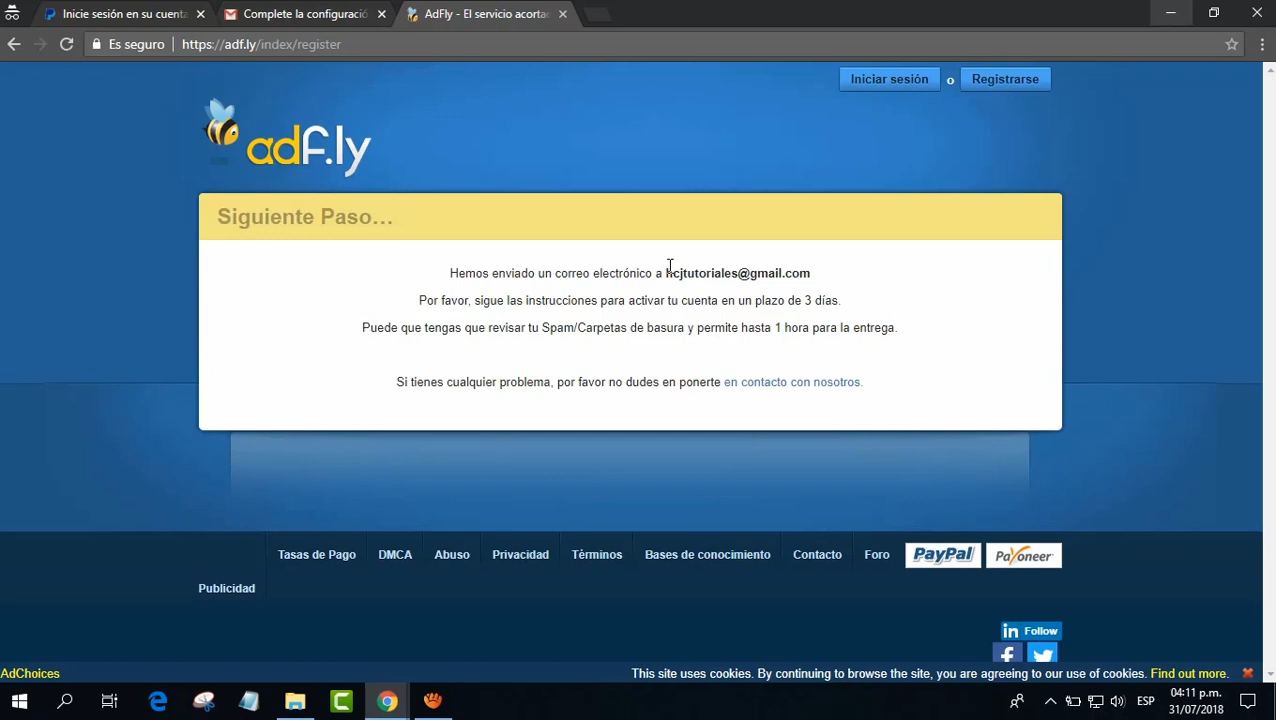 Inicie sesión en su cuenta
Complete la configuració
AdFly - El servicio acorta
Es seguro
https://adf.ly/index/register
Iniciar sesión o Registrarse
adf.ly
Siguiente Paso...
Hemos enviado un correo electrónico a
Por favor, sigue las instrucciones para activar tu cuenta en un plazo de 3 días.
Puede que tengas que revisar tu Spam/Carpetas de basura y permite hasta 1 hora para la entrega.
Si tienes cualquier problema, por favor no dudes en ponerte en contacto con nosotros.
Tasas de Pago DMCA Abuso Privacidad Términos Bases de conocimiento Contacto Foro PayPal Payoneer
Publicidad
in Follow
AdChoices
This site uses cookies. By continuing to browse the site, you are agreeing to our use of cookies. Find out more.
ESP
04:11 p.m.
31/07/2018